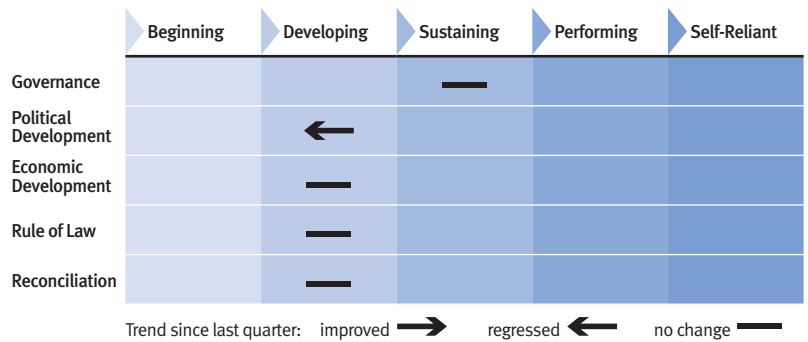 Beginning Developing Sustaining Performing Self-Reliant
Governance
Political
Development
Economic
Development
Rule of Law
Reconciliation
Trend since last quarter: improved regressed no change